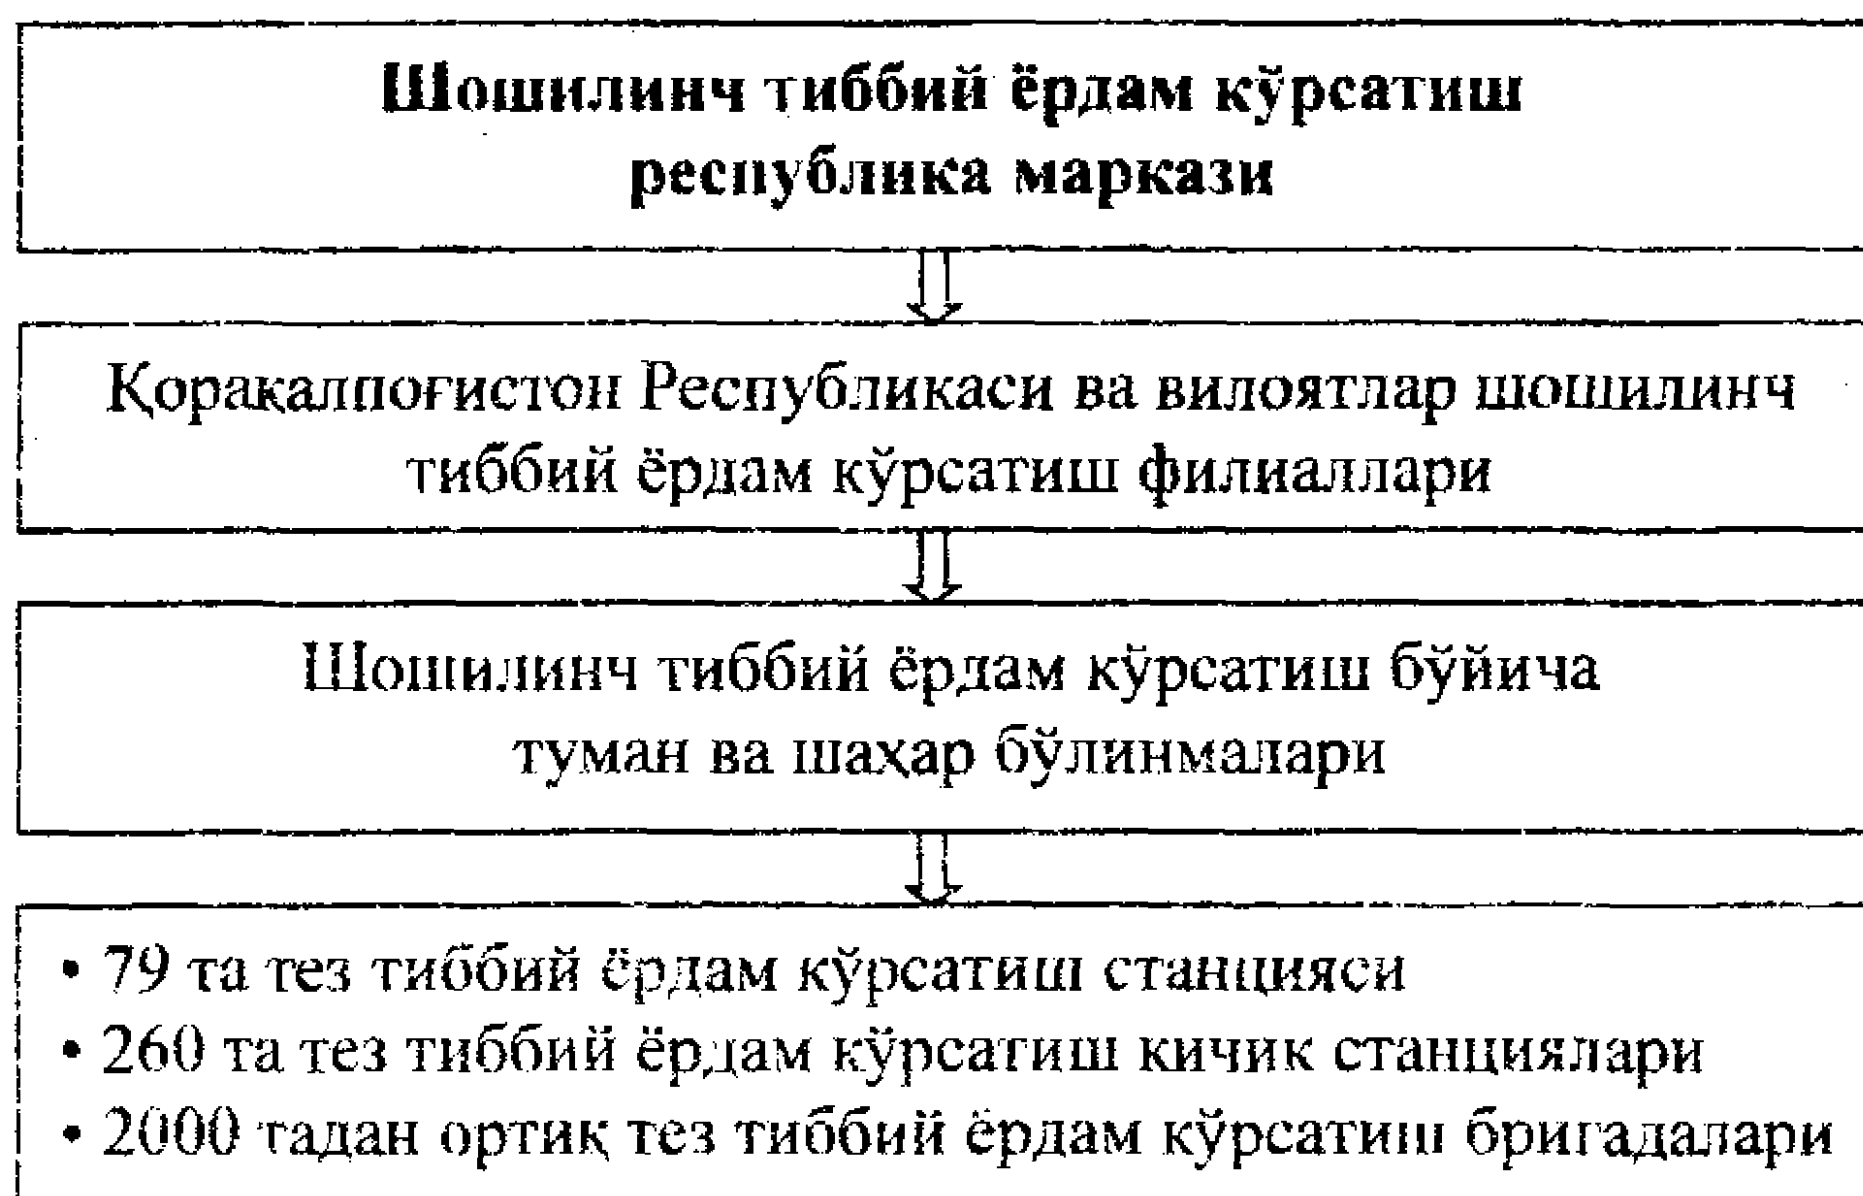 Шошилинч тиббий ёрдам кўрсатиш
республика маркази
Қорақалпоғистон Республикаси ва вилоятлар шошилинч
тиббий ёрдам кўрсатиш филиаллари
Шошилинч тиббий ёрдам кўрсатиш бўйича
туман ва шаҳар бўлинмалари
• 79 та тез тиббий ёрдам кўрсатиш станцияси
• 260 та тез тиббий ёрдам кўрсатиш кичик станциялари
• 2000 тадан ортиқ тез тиббий ёрдам кўрсатиш бригадалари